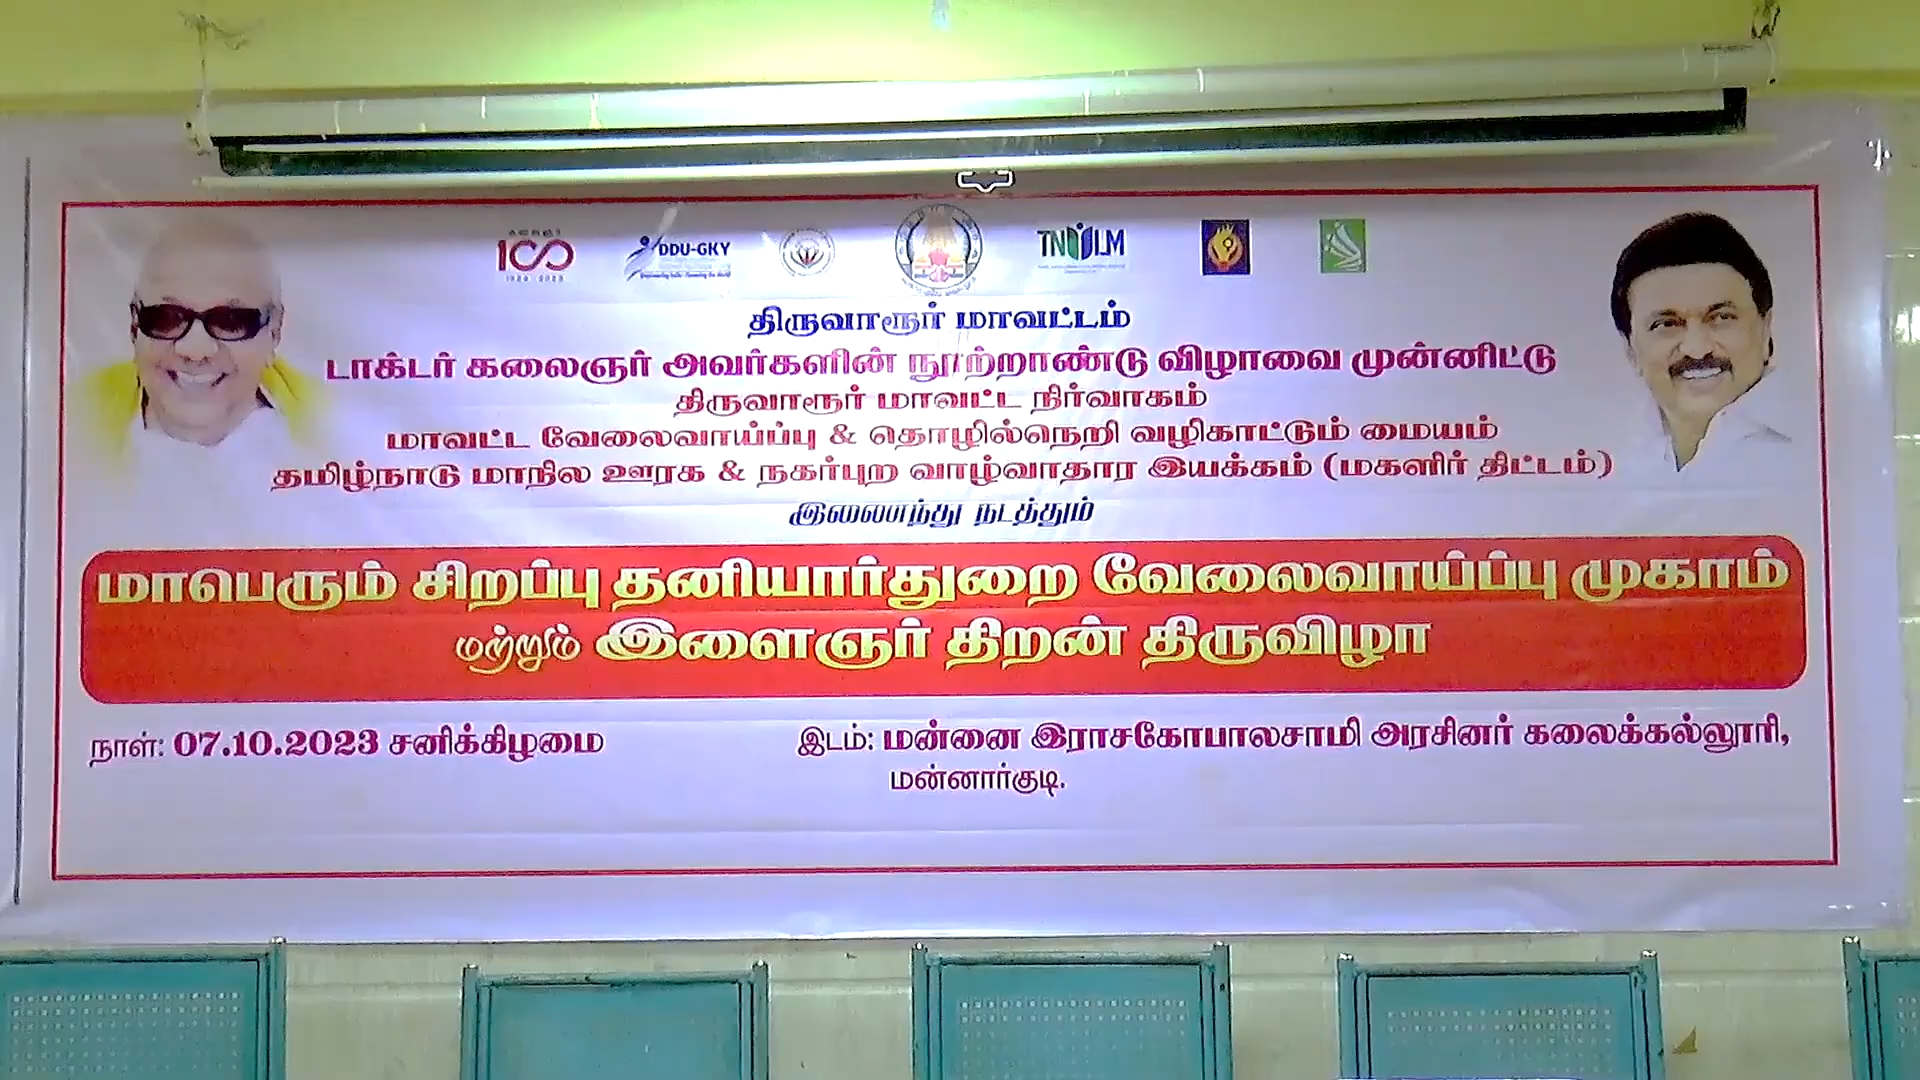 100
DDU-GKY
TNULM
திருவாரூர் மாவட்டம்
டாக்டர் கலைஞர் அவர்களின் நூற்றாண்டு விழாவை முன்னிட்டு
திருவாரூர் மாவட்ட நிர்வாகம்
மாவட்ட வேலைவாய்ப்பு & தொழில்நெறி வழிகாட்டும் மையம்
தமிழ்நாடு மாநில ஊரக & நகர்புற வாழ்வாதார இயக்கம் (மகளிர் திட்டம்)
இணைந்து நடத்தும்
மாபெரும் சிறப்பு தனியார்துறை வேலைவாய்ப்பு முகாம்
மற்றும் இளைஞர் திறன் திருவிழா
நாள்: 07.10.2023 சனிக்கிழமை
இடம்: மன்னை இராசகோபாலசாமி அரசினர் கலைக்கல்லூரி,
மன்னார்குடி.